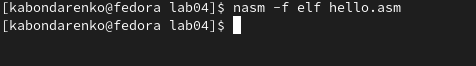 [kabondarenko@fedora lab04]$ nasm -f elf hello.asm
[kabondarenko@fedora lab04]$